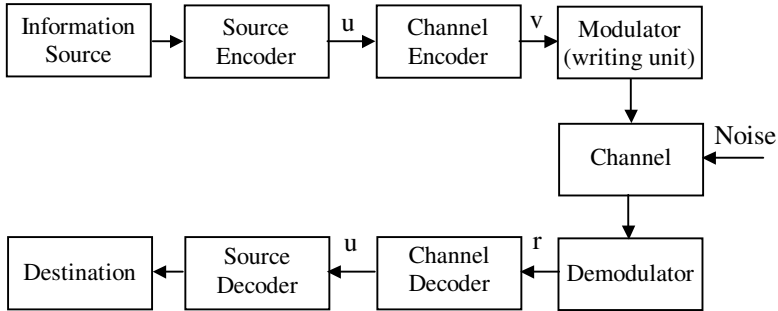 Information
Source
Source
Encoder
u
Channel
Encoder
v
Modulator
(writing unit)
Channel
Noise
Destination
Source
Decoder
u
Channel
Decoder
r
Demodulator